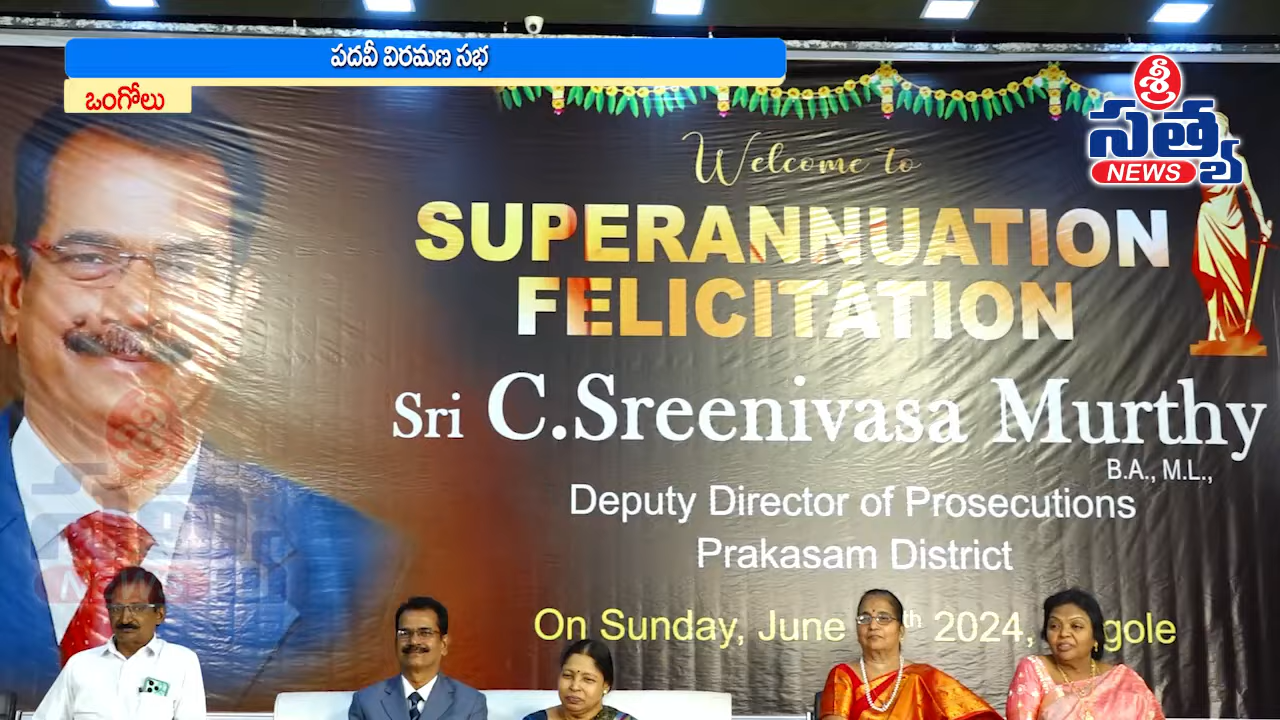 పదవీ విరమణ సభ
ఒంగోలు
శ్రీ
సత్య
NEWS
Welcome to
SUPERANNUATION
FELICITATION
Sri C.Sreenivasa Murthy
B.A., M.L.,
Deputy Director of Prosecutions
Prakasam District
On Sunday, June th 2024,